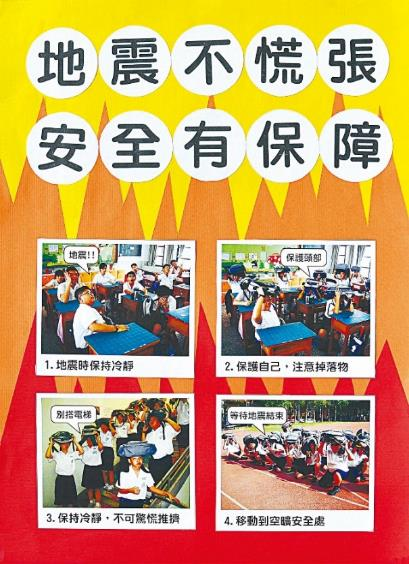 地震不慌張
安全有保障
地震!!
1. 地震時保持冷靜
保護頭部
2. 保護自己，注意掉落物
別搭電梯
3. 保持冷靜，不可驚慌推擠
等待地震結束
4. 移動到空曠安全處